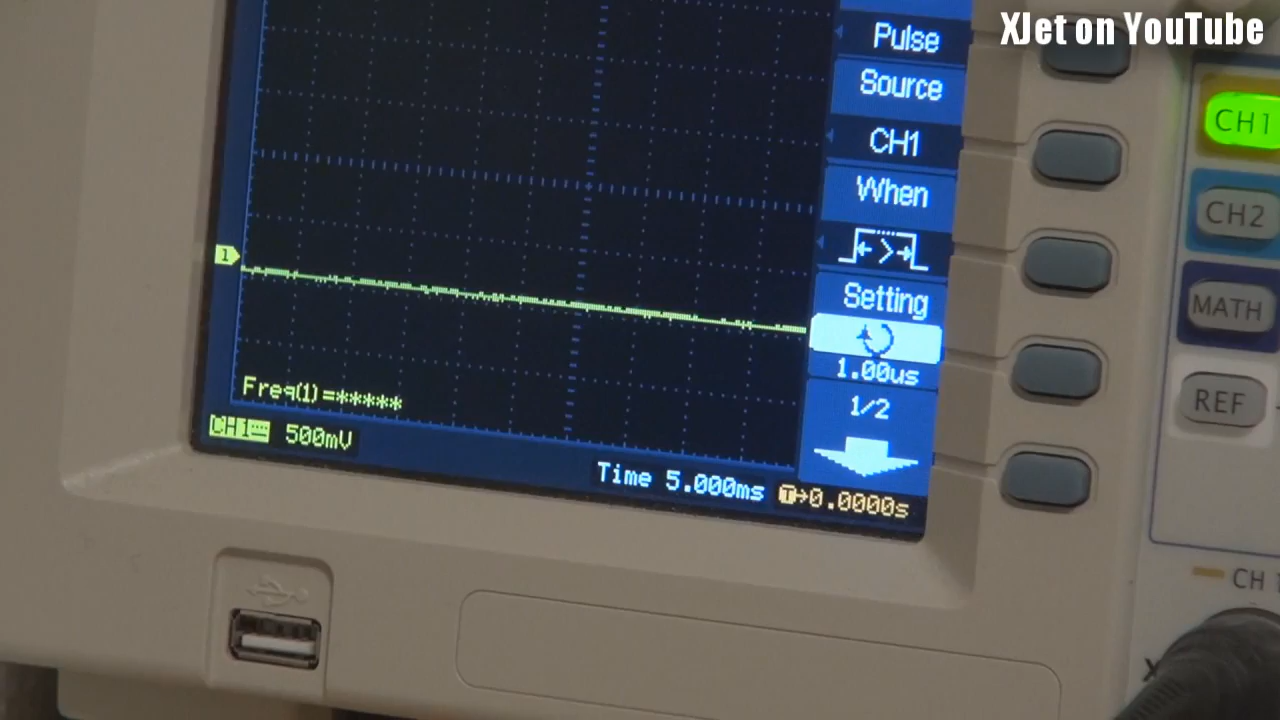 XJet on YouTube
Pulse
Source
CH1
When
Setting
1.00us
1/2
1
Freq(1)=*****
CH1 500mV
Time 5.000ms
T→0.0000s
CH1
CH2
MATH
REF
CH 1
X